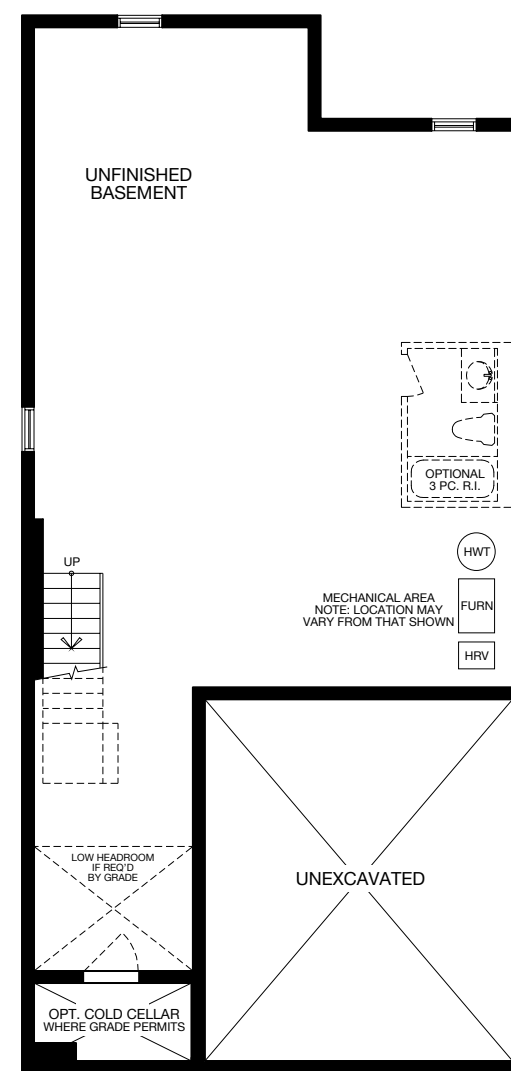 UNFINISHED
BASEMENT
OPTIONAL
3 PC. R.I.
HWT
UP
MECHANICAL AREA
NOTE: LOCATION MAY
VARY FROM THAT SHOWN
FURN
HRV
LOW HEADROOM
IF REQ'D
BY GRADE
UNEXCAVATED
OPT. COLD CELLAR
WHERE GRADE PERMITS